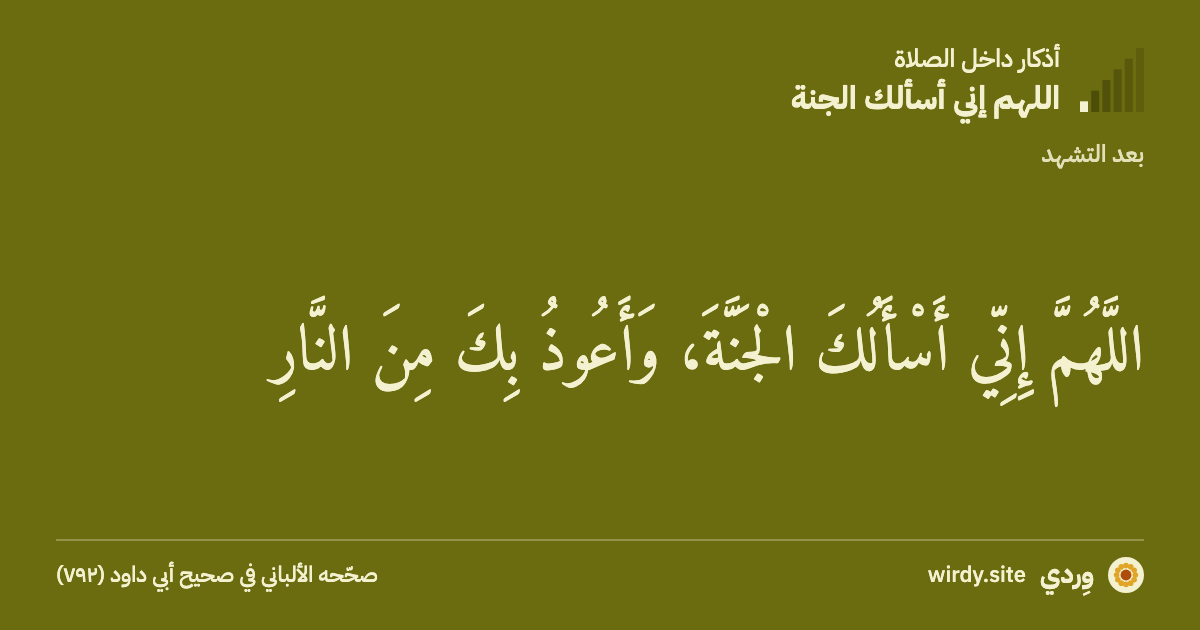 أذكار داخل الصلاة
اللهم إني أسألك الجنة
بعد التشهد
اللَّهُمَّ إِنِّي أَسْأَلُكَ الْجَنَّةَ، وَأَعُوذُ بِكَ مِنَ النَّارِ
وِردي wirdy.site
صحّحه الألباني في صحيح أبي داود (٧٩٢)